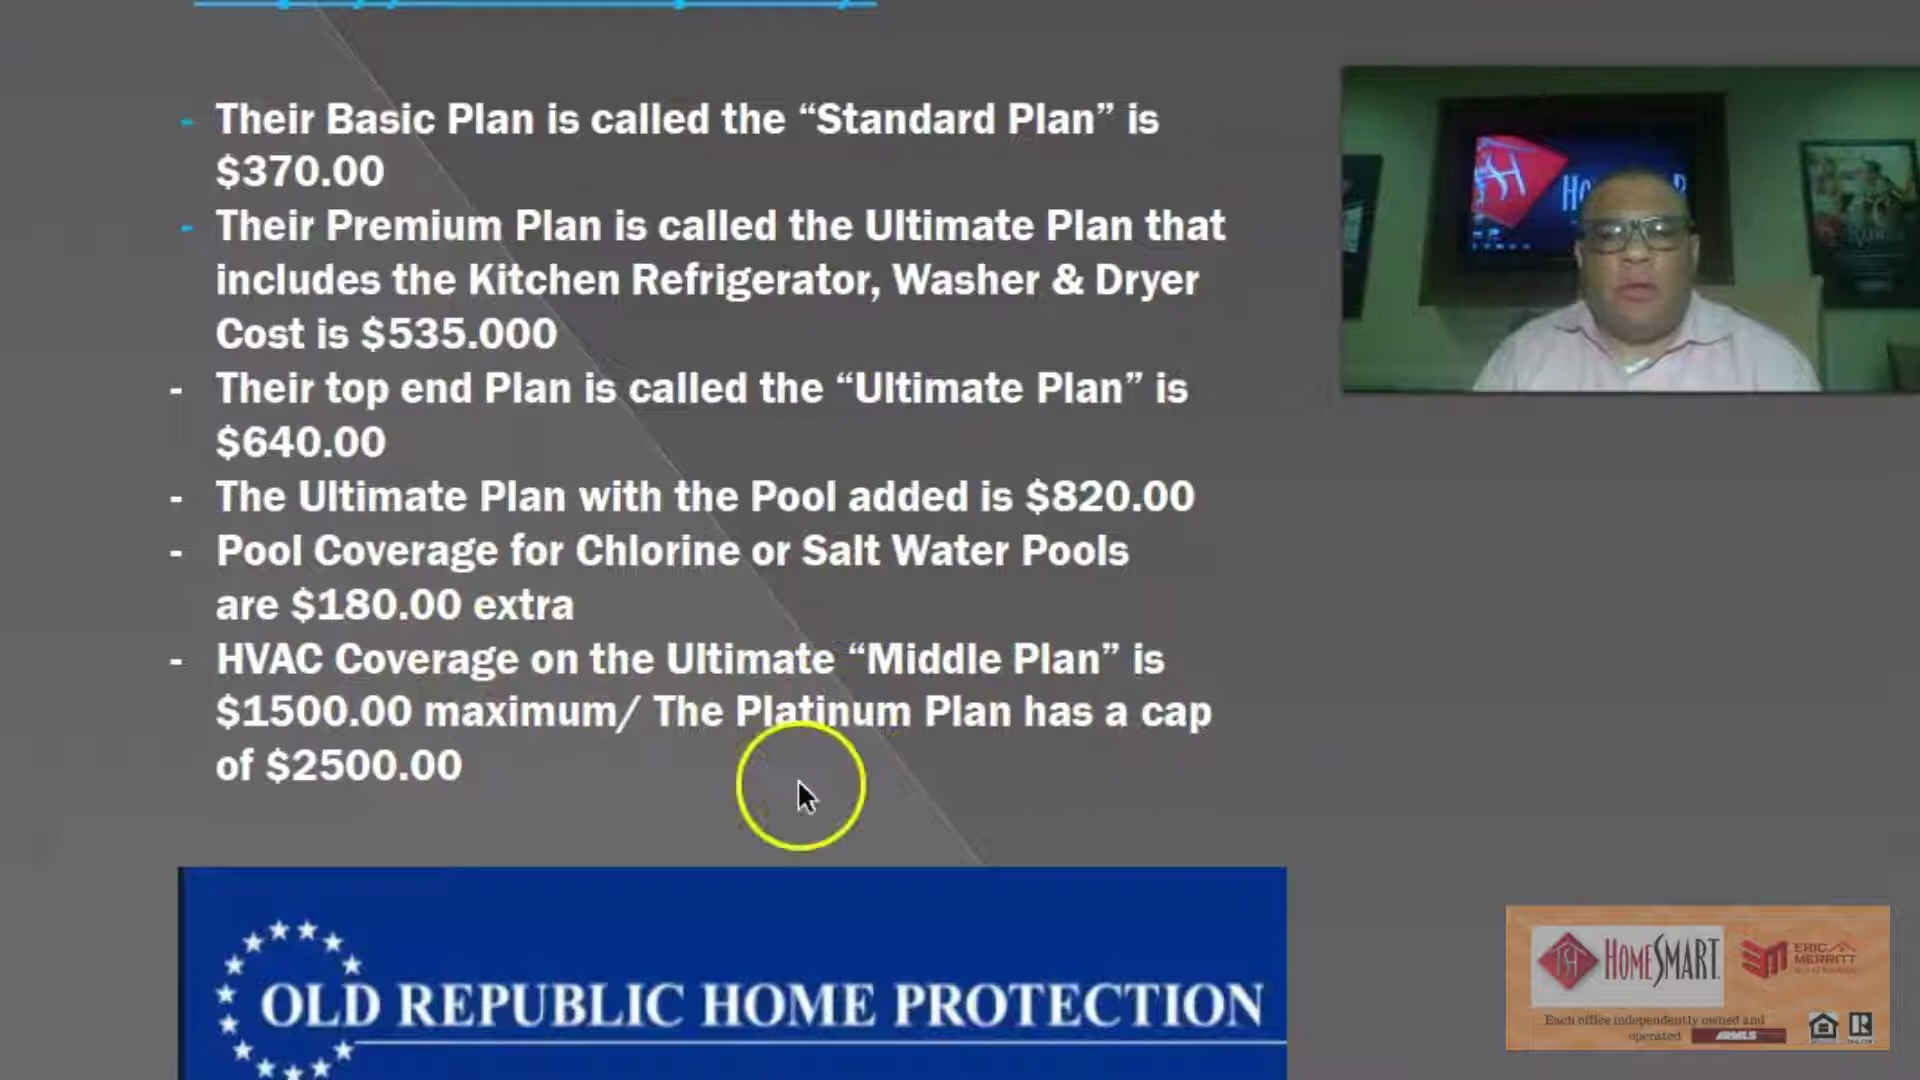 - Their Basic Plan is called the “Standard Plan” is
$370.00
- Their Premium Plan is called the Ultimate Plan that
includes the Kitchen Refrigerator, Washer & Dryer
Cost is $535.000
- Their top end Plan is called the “Ultimate Plan” is
$640.00
- The Ultimate Plan with the Pool added is $820.00
- Pool Coverage for Chlorine or Salt Water Pools
are $180.00 extra
- HVAC Coverage on the Ultimate “Middle Plan” is
$1500.00 maximum/ The Platinum Plan has a cap
of $2500.00
OLD REPUBLIC HOME PROTECTION
HOMESMART
ERIC
MERRITT
Each office independently owned and
operated ARMLS